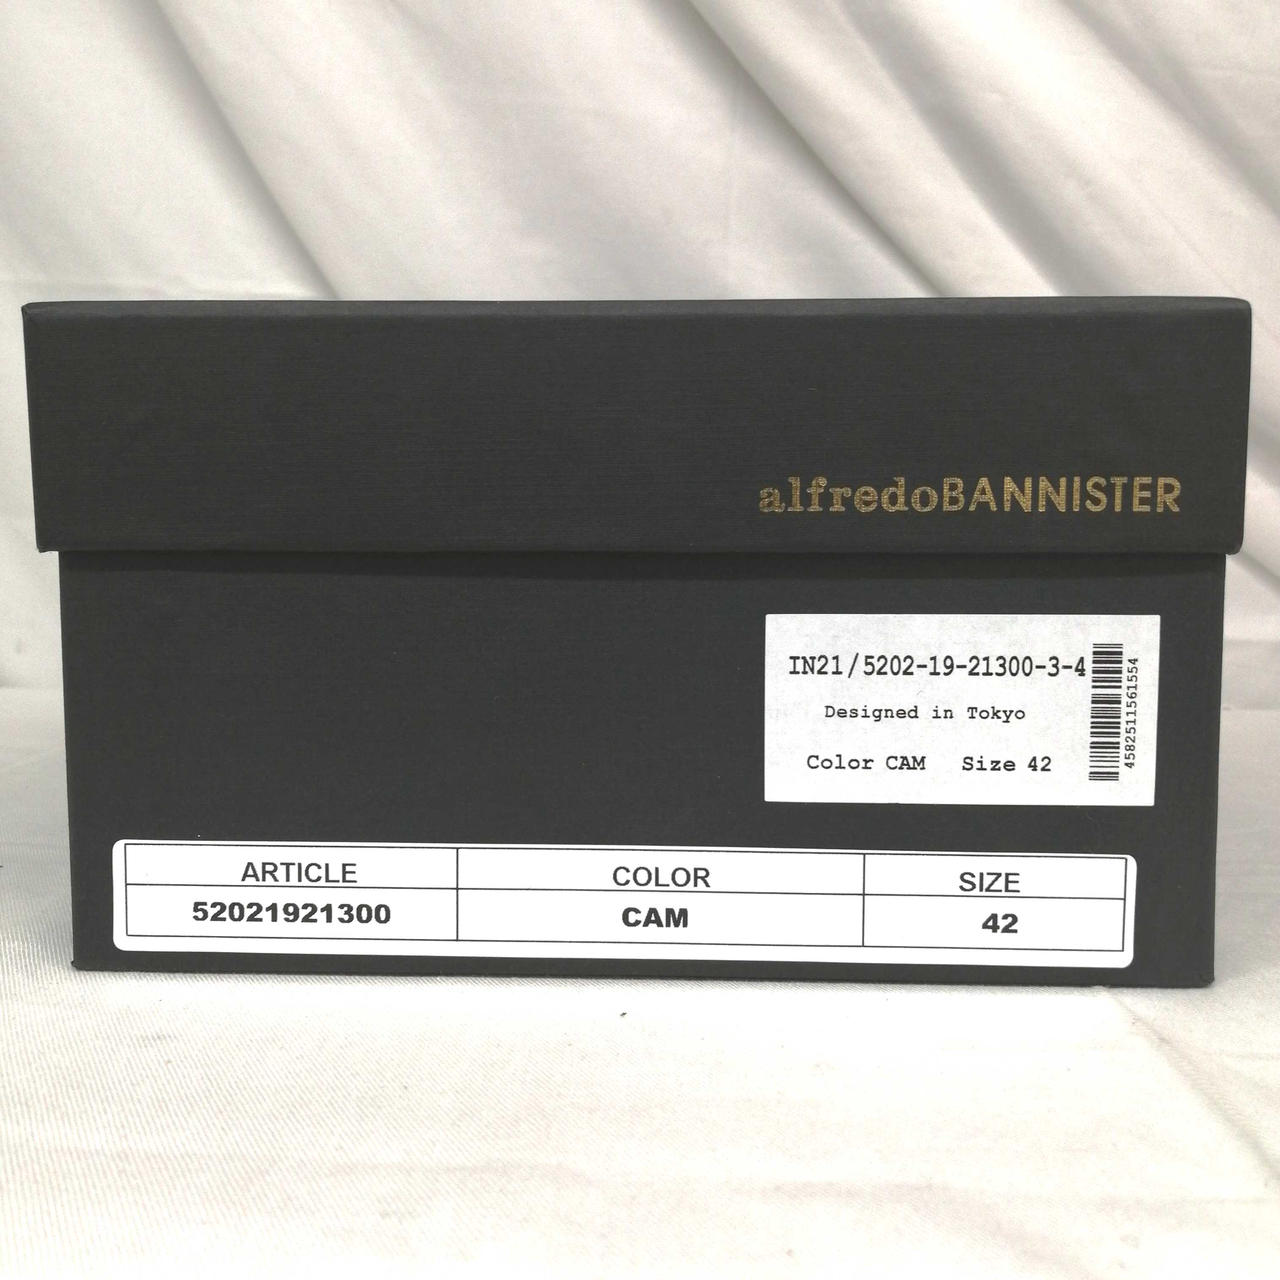 alfredoBANNISTER
IN21/5202-19-21300-3-4
Designed in Tokyo
Color CAM Size 42
4582511561554
ARTICLE COLOR SIZE
52021921300 CAM 42